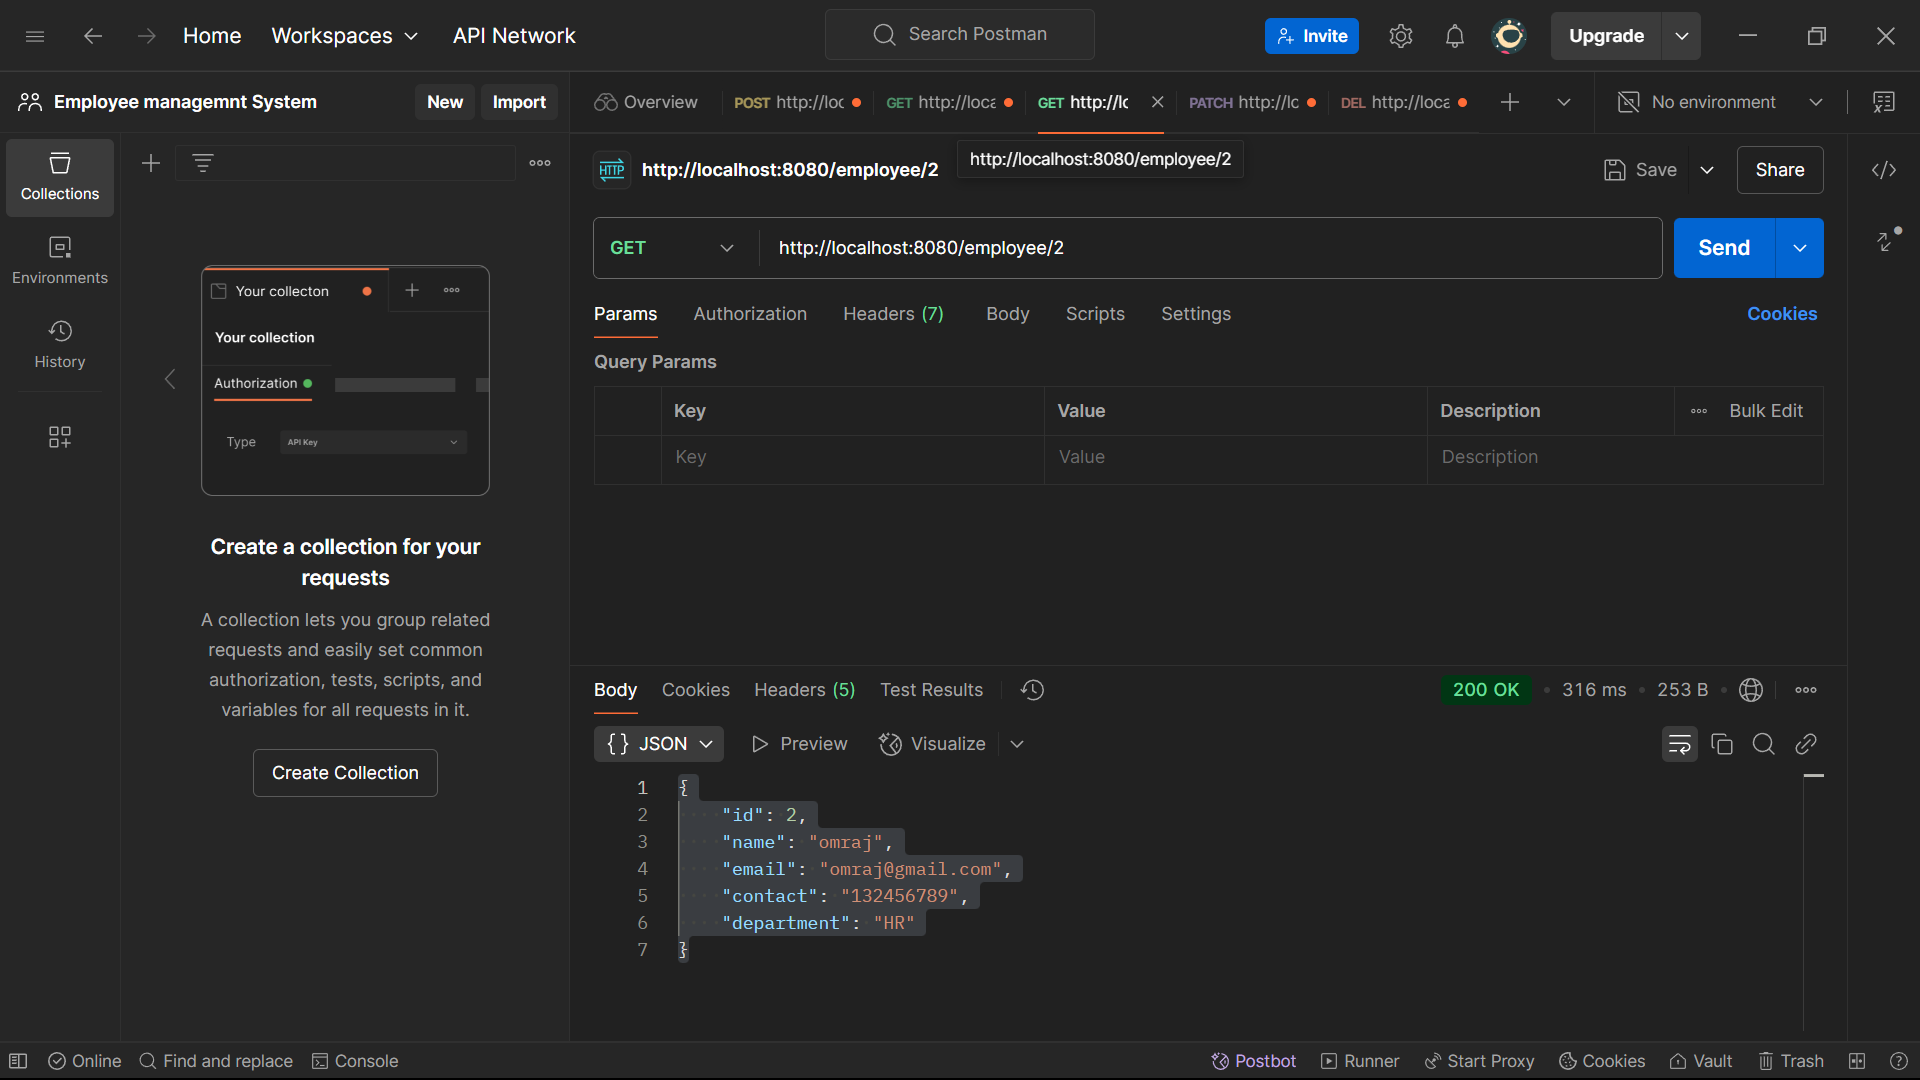 Home
Workspaces
API Network
Search Postman
Invite
Upgrade
Employee managemnt System
New
Import
Overview
POST http://loc
GET http://loca
GET http://lc
PATCH http://lc
DEL http://loca
No environment
Collections
Environments
History
HTTP
http://localhost:8080/employee/2
http://localhost:8080/employee/2
Save
Share
GET
http://localhost:8080/employee/2
Send
Params
Authorization
Headers (7)
Body
Scripts
Settings
Cookies
Query Params
Key
Value
Description
Bulk Edit
Key
Value
Description
Your collecton
Your collection
Authorization
Type
API Key
Create a collection for your
requests
A collection lets you group related
requests and easily set common
authorization, tests, scripts, and
variables for all requests in it.
Create Collection
Body
Cookies
Headers (5)
Test Results
200 OK
316 ms
253 B
{} JSON
Preview
Visualize
1 {
2 "id": 2,
3 "name": "omraj",
4 "email": "omraj@gmail.com",
5 "contact": "132456789",
6 "department": "HR"
7 }
Online
Find and replace
Console
Postbot
Runner
Start Proxy
Cookies
Vault
Trash